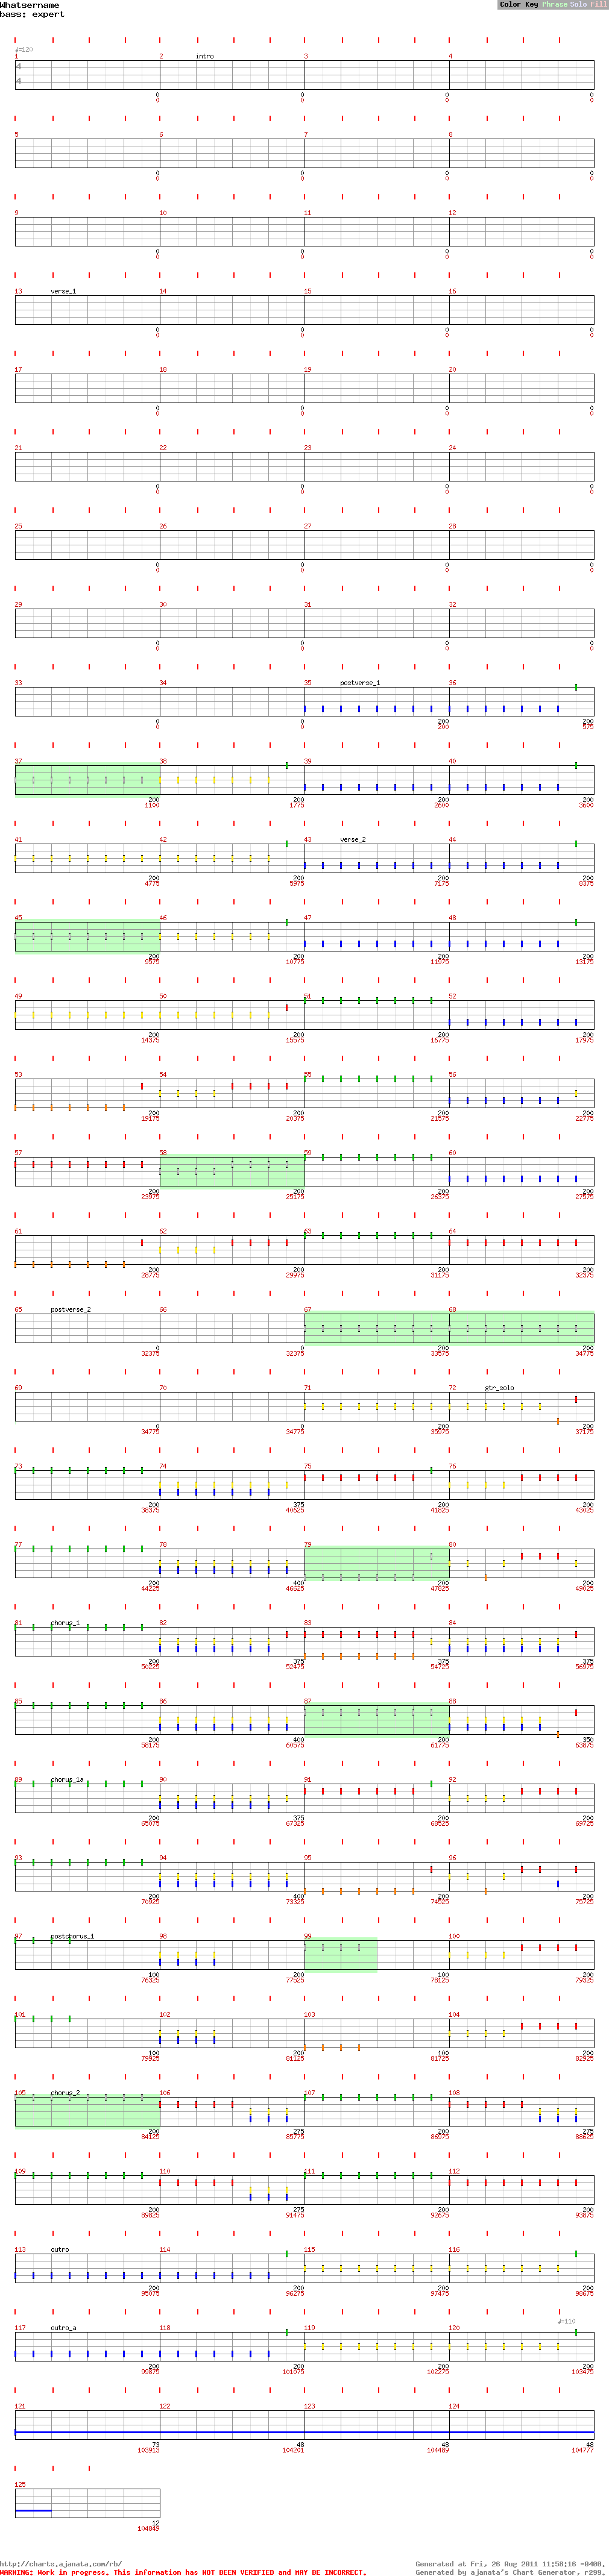 Whatsername
bass: expert
Color Key Phrase Solo Fill
♩=120
1 2 intro 3 4
4
4
0 0 0 0
0 0 0 0
5 6 7 8
0 0 0 0
0 0 0 0
9 10 11 12
0 0 0 0
0 0 0 0
13 verse_1 14 15 16
0 0 0 0
0 0 0 0
17 18 19 20
0 0 0 0
0 0 0 0
21 22 23 24
0 0 0 0
0 0 0 0
25 26 27 28
0 0 0 0
0 0 0 0
29 30 31 32
0 0 0 0
0 0 0 0
33 34 35 postverse_1 36
0 0 200 200
0 0 200 575
37 38 39 40
200 200 200 200
1100 1775 2600 3600
41 42 43 verse_2 44
200 200 200 200
4775 5975 7175 8375
45 46 47 48
200 200 200 200
9575 10775 11975 13175
49 50 51 52
200 200 200 200
14375 15575 16775 17975
53 54 55 56
200 200 200 200
19175 20375 21575 22775
57 58 59 60
200 200 200 200
23975 25175 26375 27575
61 62 63 64
200 200 200 200
28775 29975 31175 32375
65 postverse_2 66 67 68
0 0 200 200
32375 32375 33575 34775
69 70 71 72 gtr_solo
0 0 200 200
34775 34775 35975 37175
73 74 75 76
200 375 200 200
38375 40625 41825 43025
77 78 79 80
200 400 200 200
44225 46625 47825 49025
81 chorus_1 82 83 84
200 375 375 375
50225 52475 54725 56975
85 86 87 88
200 400 200 350
58175 60575 61775 63875
89 chorus_1a 90 91 92
200 375 200 200
65075 67325 68525 69725
93 94 95 96
200 400 200 200
70925 73325 74525 75725
97 postchorus_1 98 99 100
100 200 100 200
76325 77525 78125 79325
101 102 103 104
100 200 100 200
79925 81125 81725 82925
105 chorus_2 106 107 108
200 275 200 275
84125 85775 86975 88625
109 110 111 112
200 275 200 200
89825 91475 92675 93875
113 outro 114 115 116
200 200 200 200
95075 96275 97475 98675
♩=110
117 outro_a 118 119 120
200 200 200 200
99875 101075 102275 103475
121 122 123 124
73 48 48 48
103913 104201 104489 104777
125
12
104849
http://charts.ajanata.com/rb/ Generated at Fri, 26 Aug 2011 11:58:16 -0400.
WARNING: Work in progress. This information has NOT BEEN VERIFIED and MAY BE INCORRECT. Generated by ajanata's Chart Generator, r299.